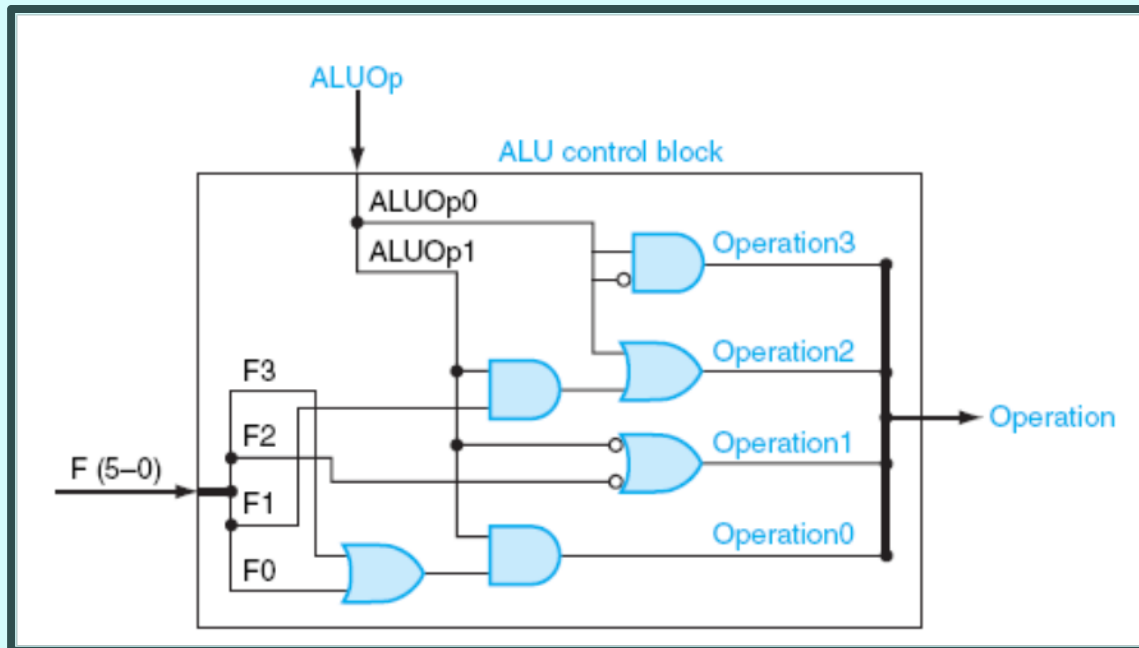 ALUOp
ALU control block
ALUOp0
ALUOp1
Operation3
Operation2
F3
F2
Operation1
Operation
F (5–0)
F1
Operation0
F0